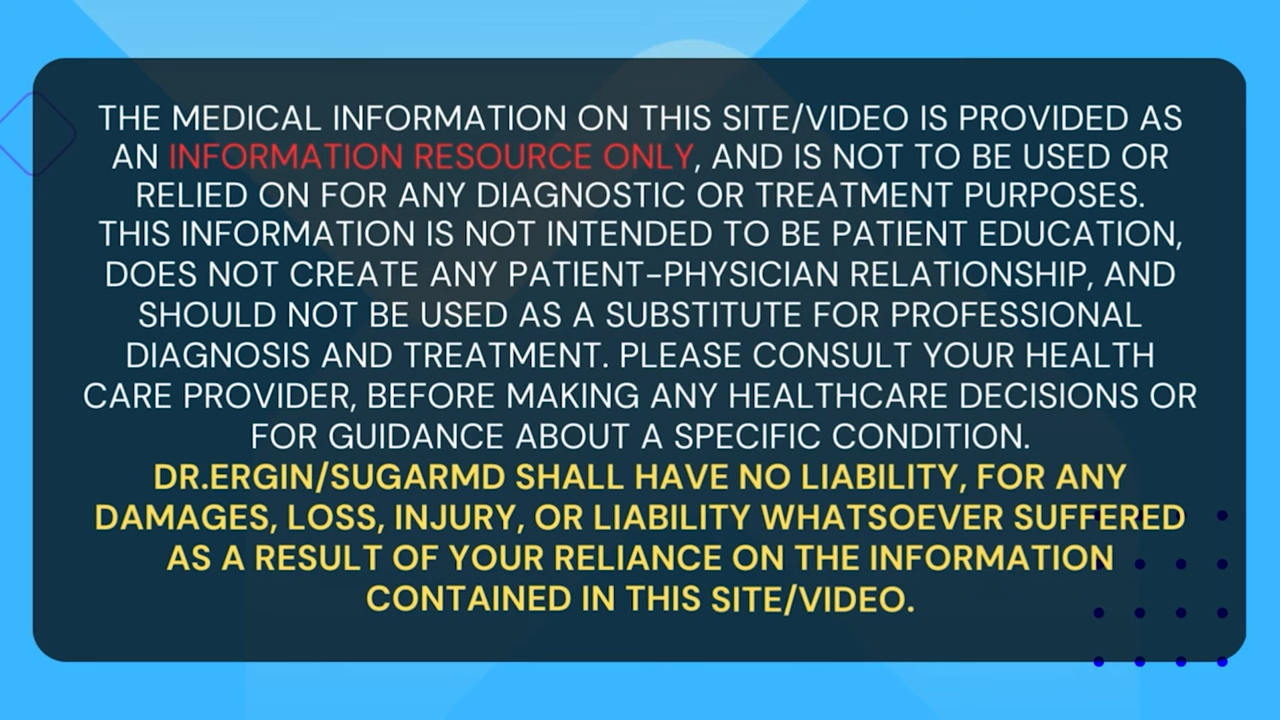 THE MEDICAL INFORMATION ON THIS SITE/VIDEO IS PROVIDED AS
AN INFORMATION RESOURCE ONLY, AND IS NOT TO BE USED OR
RELIED ON FOR ANY DIAGNOSTIC OR TREATMENT PURPOSES.
THIS INFORMATION IS NOT INTENDED TO BE PATIENT EDUCATION,
DOES NOT CREATE ANY PATIENT-PHYSICIAN RELATIONSHIP, AND
SHOULD NOT BE USED AS A SUBSTITUTE FOR PROFESSIONAL
DIAGNOSIS AND TREATMENT. PLEASE CONSULT YOUR HEALTH
CARE PROVIDER, BEFORE MAKING ANY HEALTHCARE DECISIONS OR
FOR GUIDANCE ABOUT A SPECIFIC CONDITION.
DR.ERGIN/SUGARMD SHALL HAVE NO LIABILITY, FOR ANY
DAMAGES, LOSS, INJURY, OR LIABILITY WHATSOEVER SUFFERED
AS A RESULT OF YOUR RELIANCE ON THE INFORMATION
CONTAINED IN THIS SITE/VIDEO.